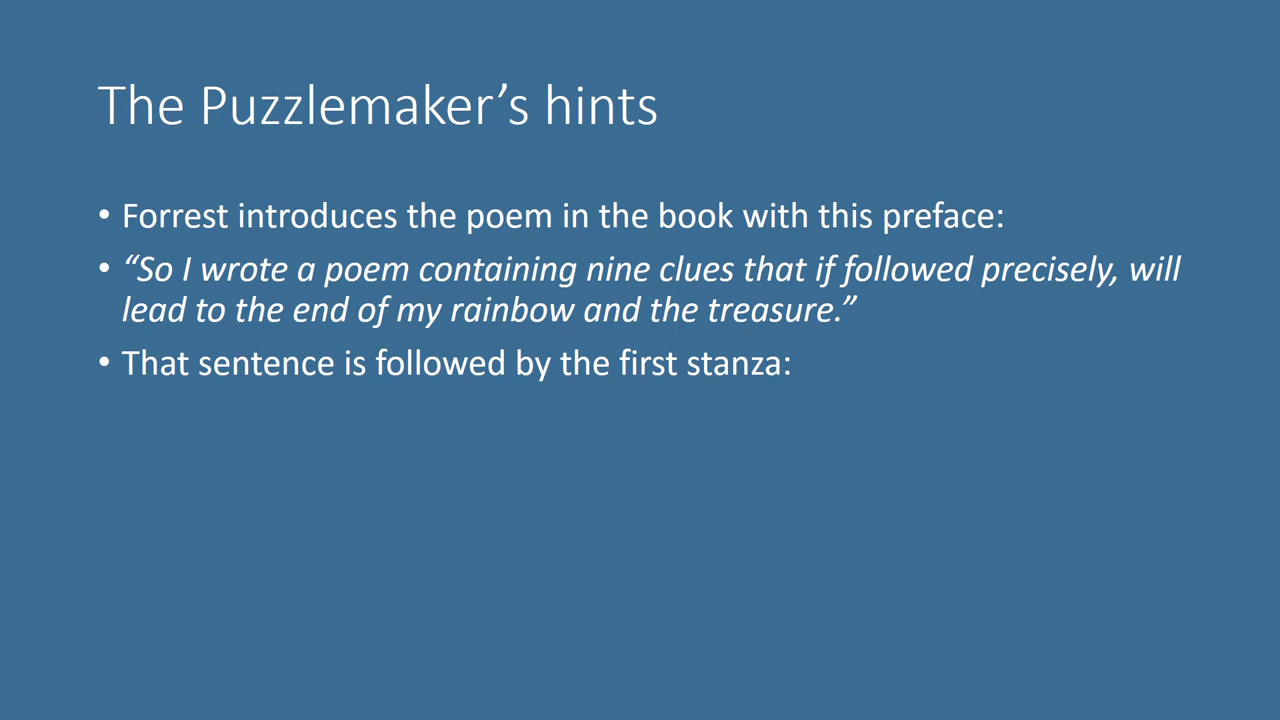 The Puzzlemaker’s hints
• Forrest introduces the poem in the book with this preface:
• “So I wrote a poem containing nine clues that if followed precisely, will
lead to the end of my rainbow and the treasure.”
• That sentence is followed by the first stanza: